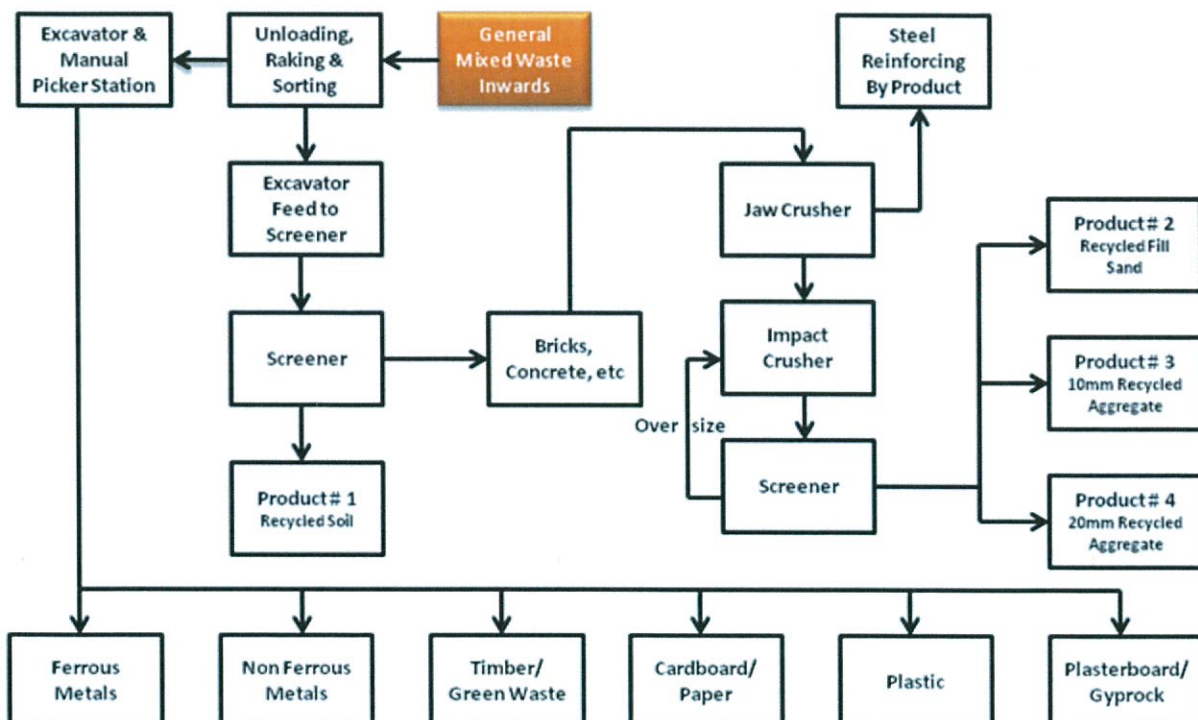 Excavator &
Manual
Picker Station
Unloading,
Raking &
Sorting
General
Mixed Waste
Inwards
Steel
Reinforcing
By Product
Excavator
Feed to
Screener
Jaw Crusher
Product # 2
Recycled Fill
Sand
Screener
Bricks,
Concrete, etc
Impact
Crusher
Product # 3
10mm Recycled
Aggregate
Over size
Product # 1
Recycled Soil
Screener
Product # 4
20mm Recycled
Aggregate
Ferrous
Metals
Non Ferrous
Metals
Timber/
Green Waste
Cardboard/
Paper
Plastic
Plasterboard/
Gyprock